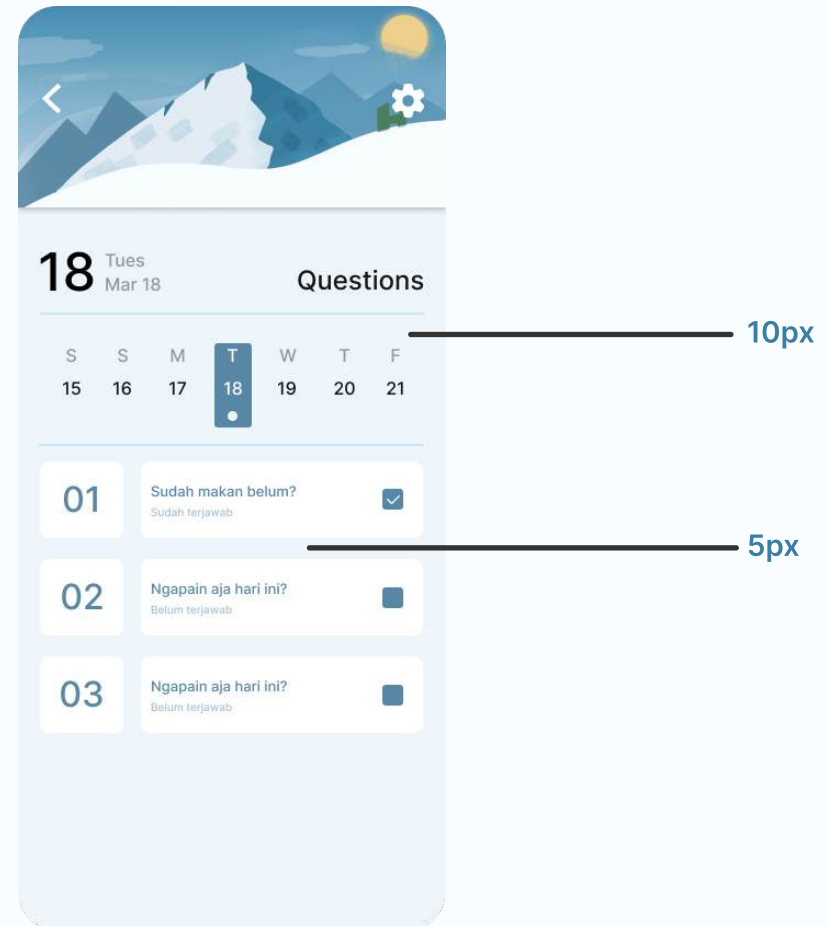 18
Tues
Mar 18
Questions
10px
S S M T W T F
15 16 17 18 19 20 21
01
Sudah makan belum?
Sudah terjawab
5px
02
Ngapain aja hari ini?
Belum terjawab
03
Ngapain aja hari ini?
Belum terjawab